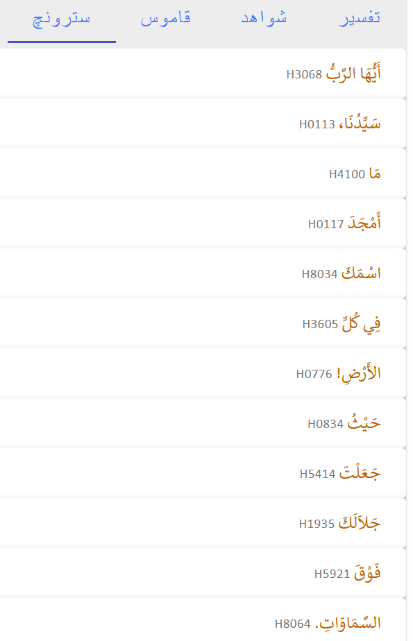 تفسير شواهد قاموس سترونج
أَيُّهَا الرَّبُّ H3068
سَيِّدُنَا، H0113
مَا H4100
أَمْجَدَ H0117
اسْمَكَ H8034
فِي كُلِّ H3605
الأَرْضِ! H0776
حَيْثُ H0834
جَعَلْتَ H5414
جَلاَلَكَ H1935
فَوْقَ H5921
السَّمَاوَاتِ. H8064